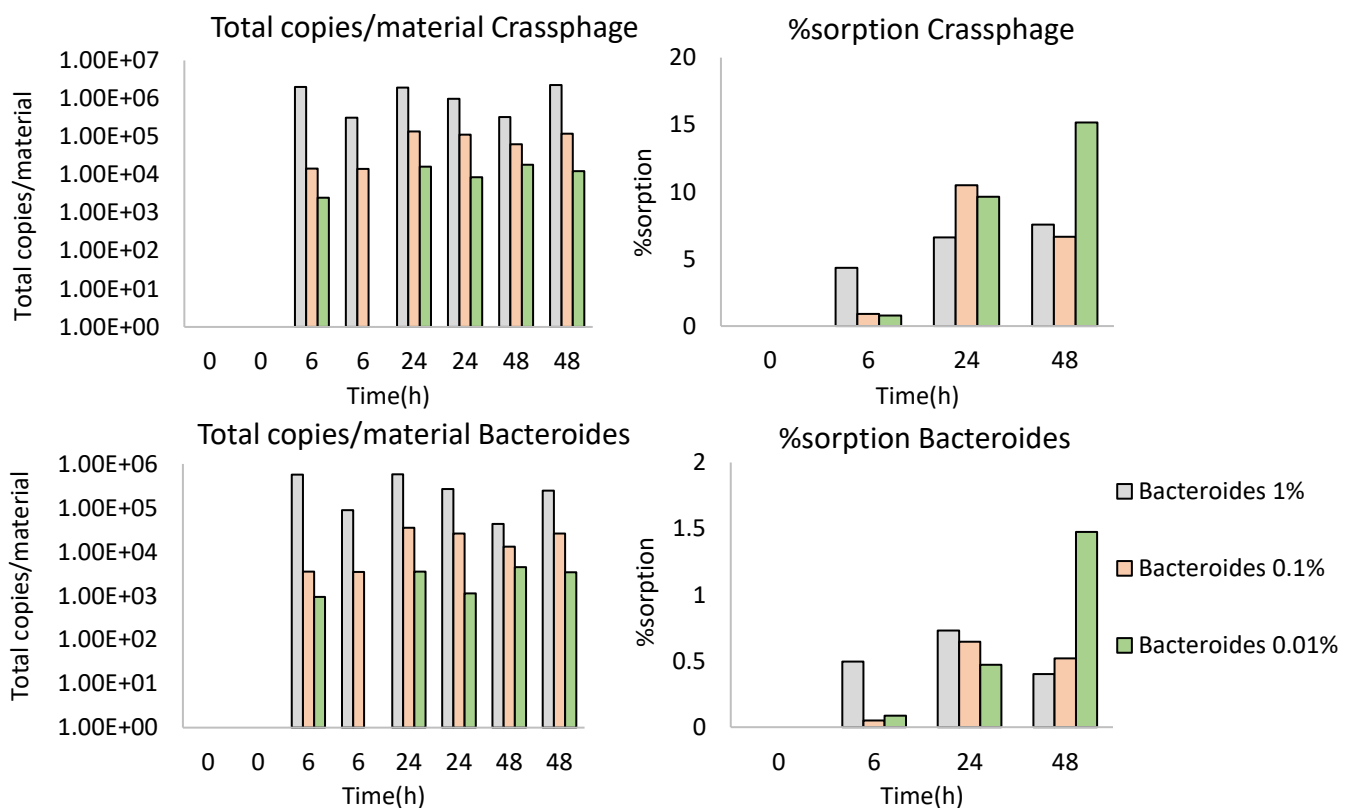 Total copies/material Crassphage
Total copies/material
1.00E+07
1.00E+06
1.00E+05
1.00E+04
1.00E+03
1.00E+02
1.00E+01
1.00E+00
0 0 6 6 24 24 48 48
Time(h)
%sorption Crassphage
%sorption
20
15
10
5
0
0 6 24 48
Time(h)
Total copies/material Bacteroides
Total copies/material
1.00E+06
1.00E+05
1.00E+04
1.00E+03
1.00E+02
1.00E+01
1.00E+00
0 0 6 6 24 24 48 48
Time(h)
%sorption Bacteroides
%sorption
2
1.5
1
0.5
0
0 6 24 48
Time(h)
Bacteroides 1%
Bacteroides 0.1%
Bacteroides 0.01%